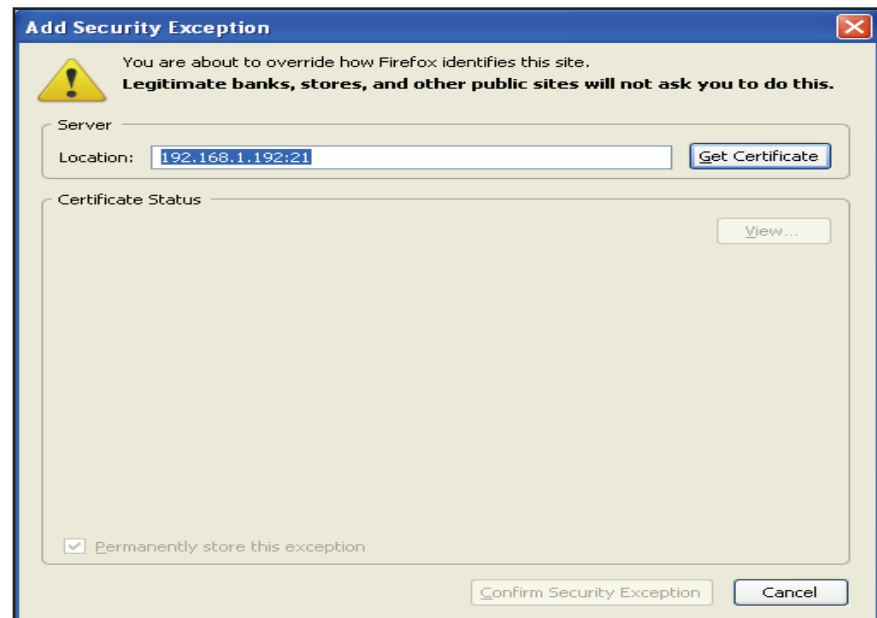 Add Security Exception
You are about to override how Firefox identifies this site.
Legitimate banks, stores, and other public sites will not ask you to do this.
Server
Location: 192.168.1.192:21 Get Certificate
Certificate Status
View...
Permanently store this exception
Confirm Security Exception Cancel